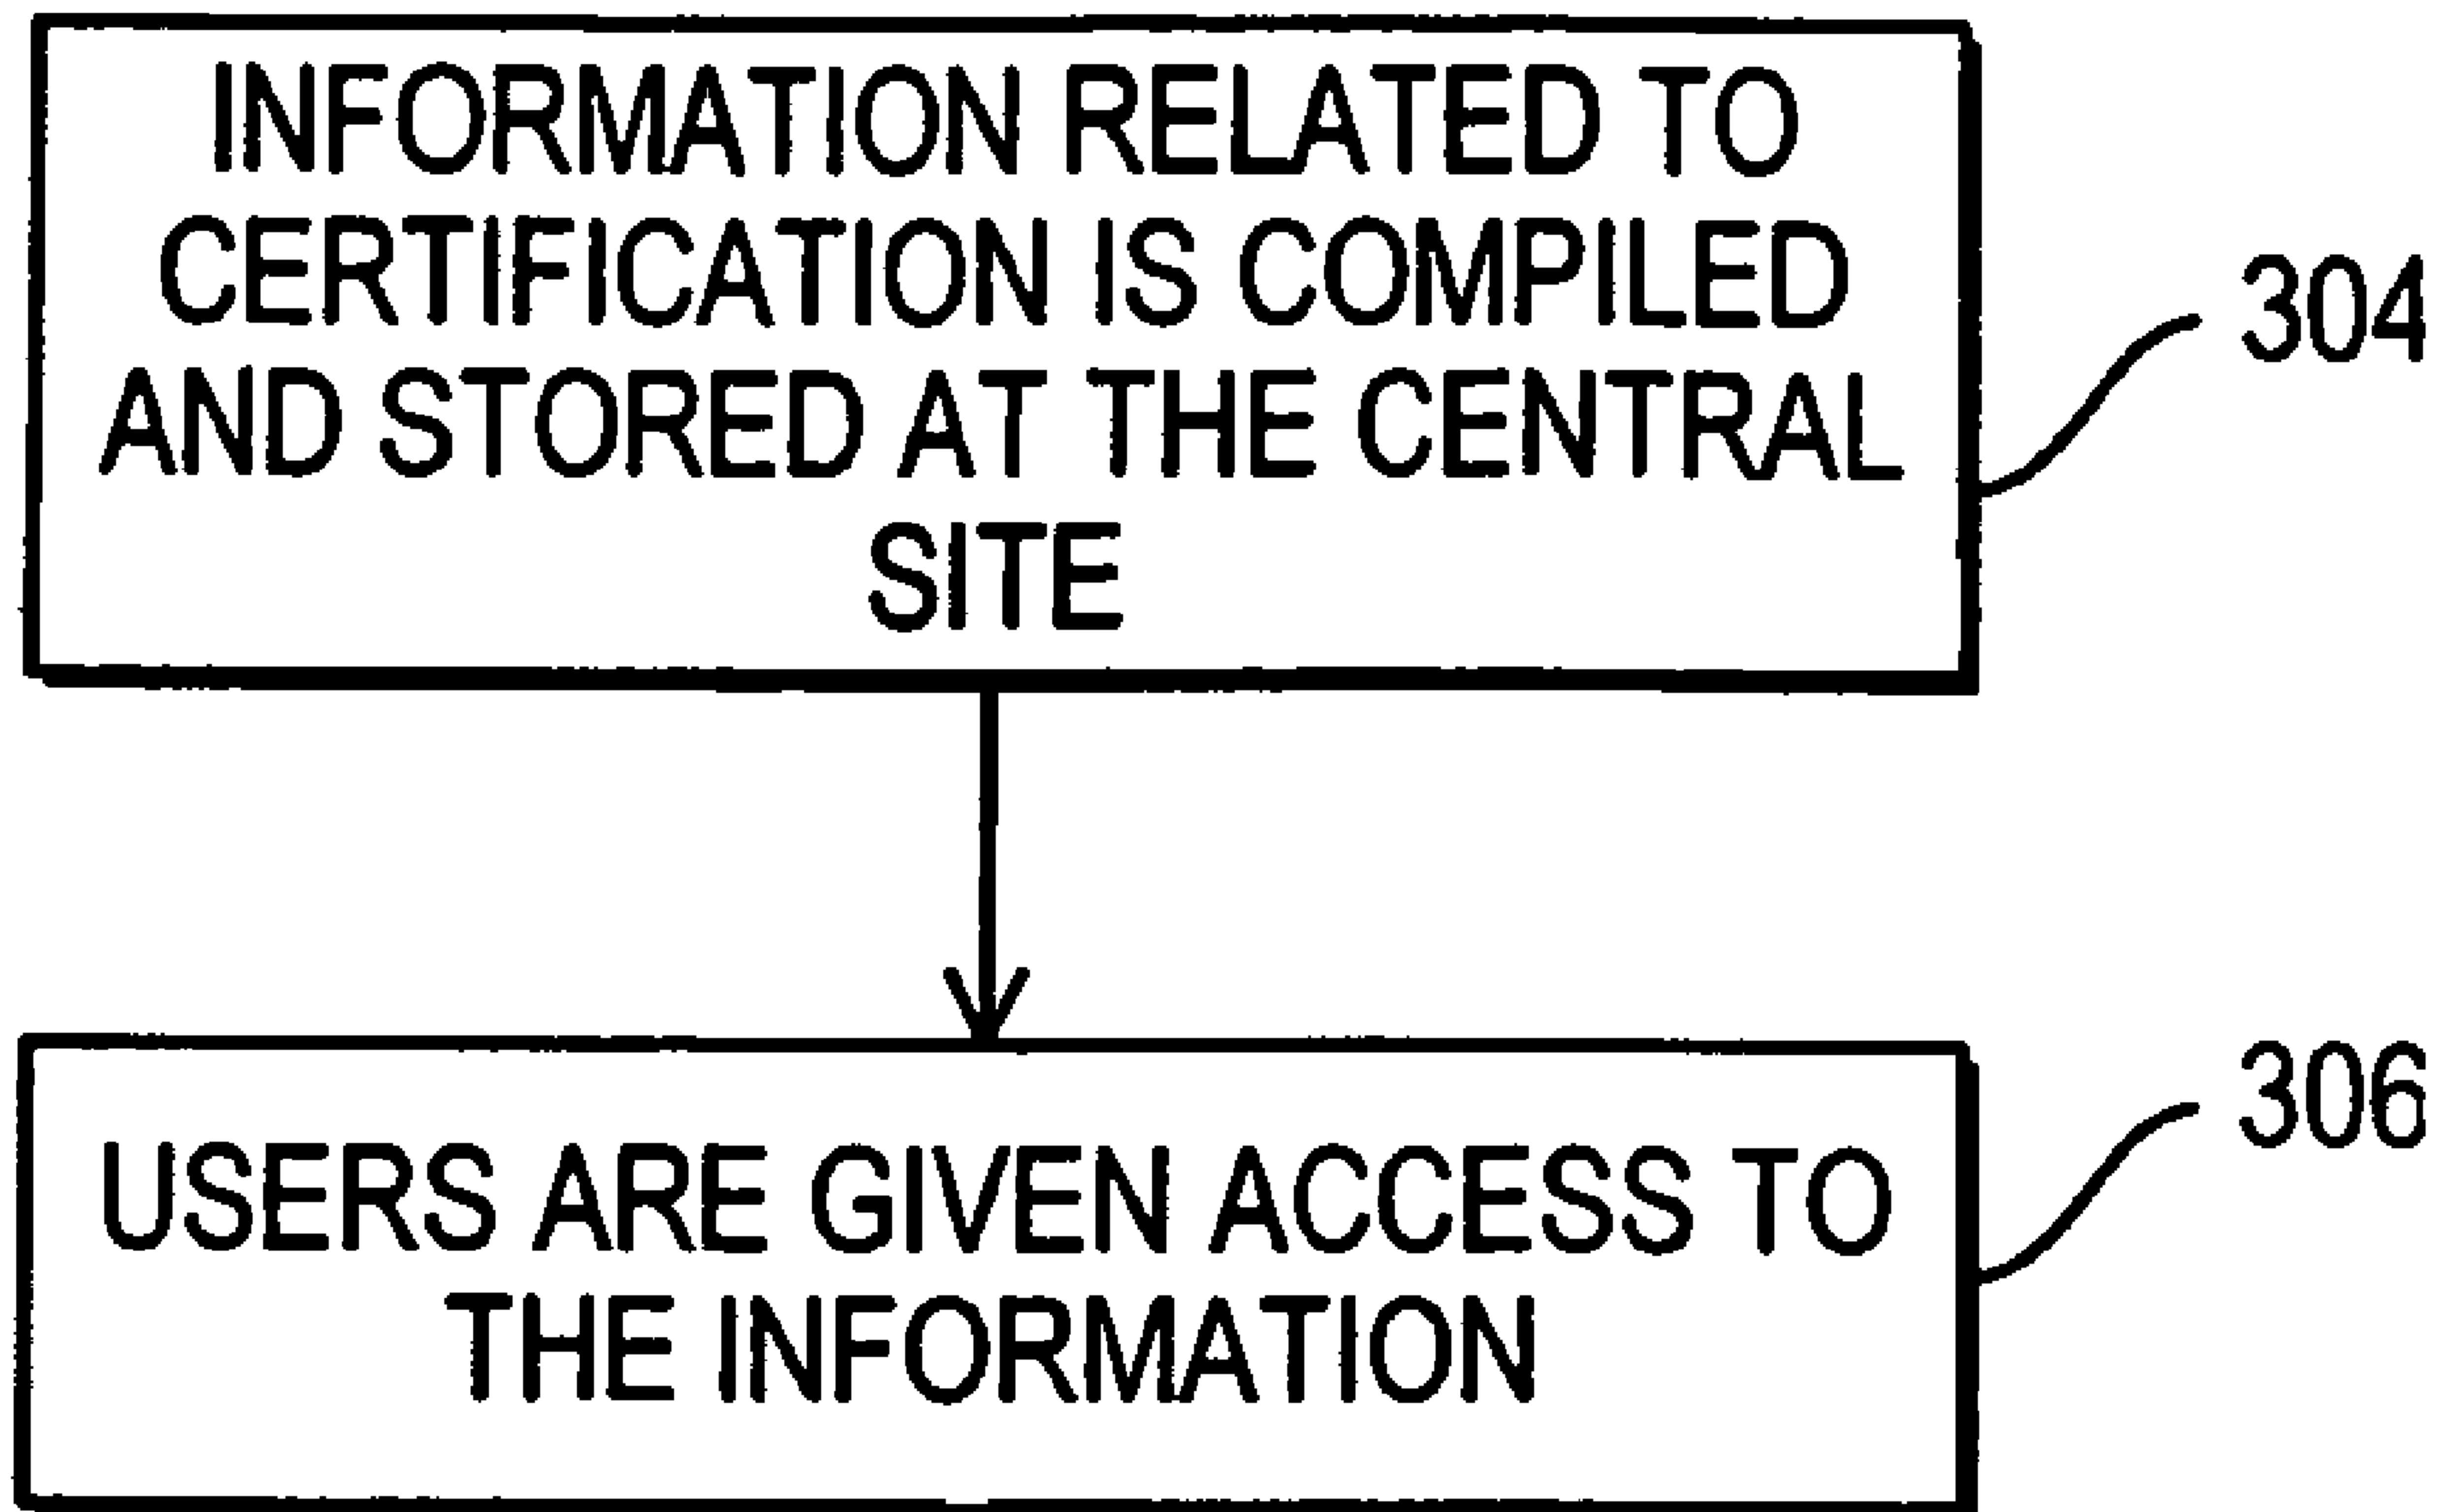 INFORMATION RELATED TO
CERTIFICATION IS COMPILED
AND STORED AT THE CENTRAL
SITE
304
USERS ARE GIVEN ACCESS TO
THE INFORMATION
306